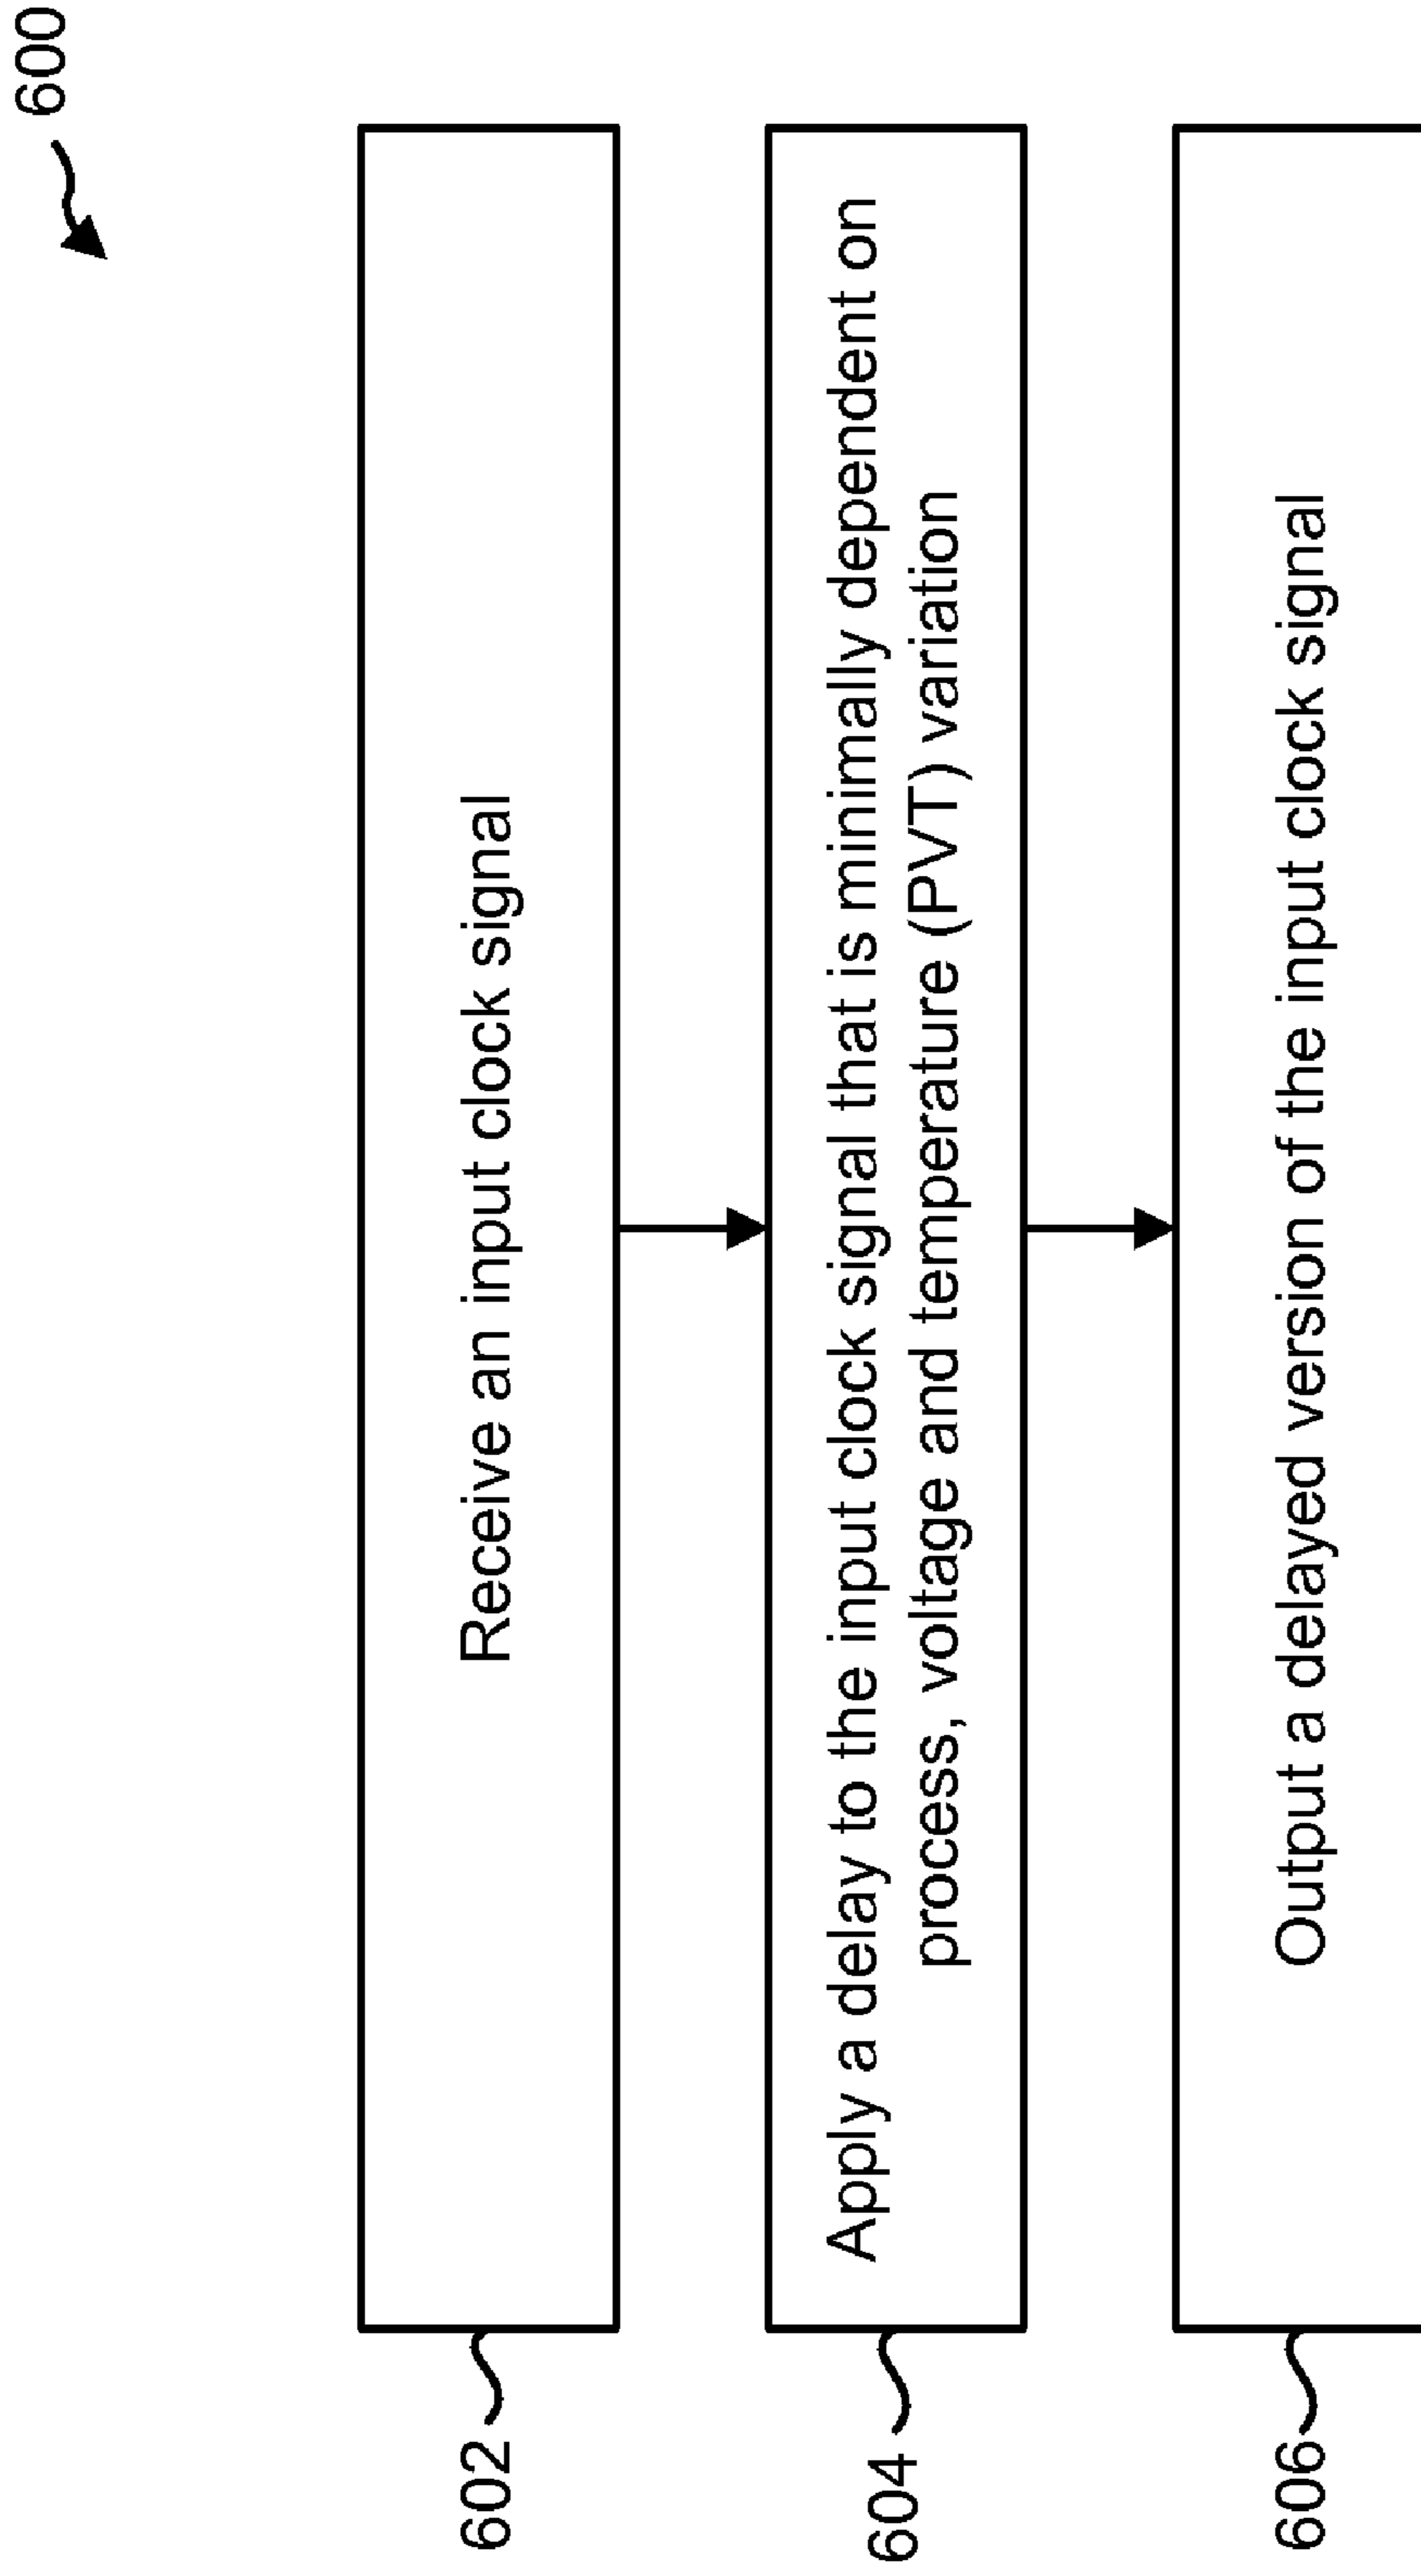 600
602
Receive an input clock signal
604
Apply a delay to the input clock signal that is minimally dependent on
process, voltage and temperature (PVT) variation
606
Output a delayed version of the input clock signal